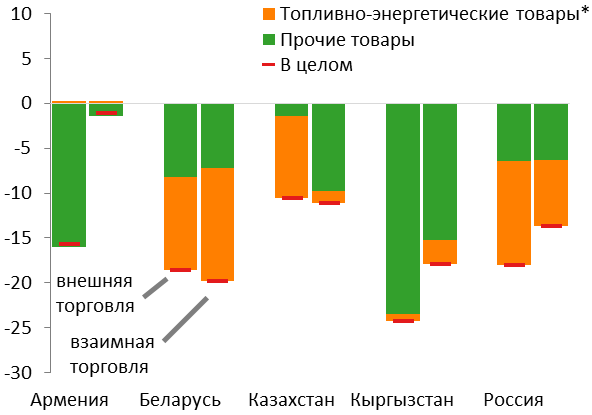 10
Топливно-энергетические товары*
Прочие товары
5
В целом
0
-5
-10
-15
внешняя
торговля
-20
взаимная
торговля
-25
-30
Армения Беларусь Казахстан Кыргызстан Россия